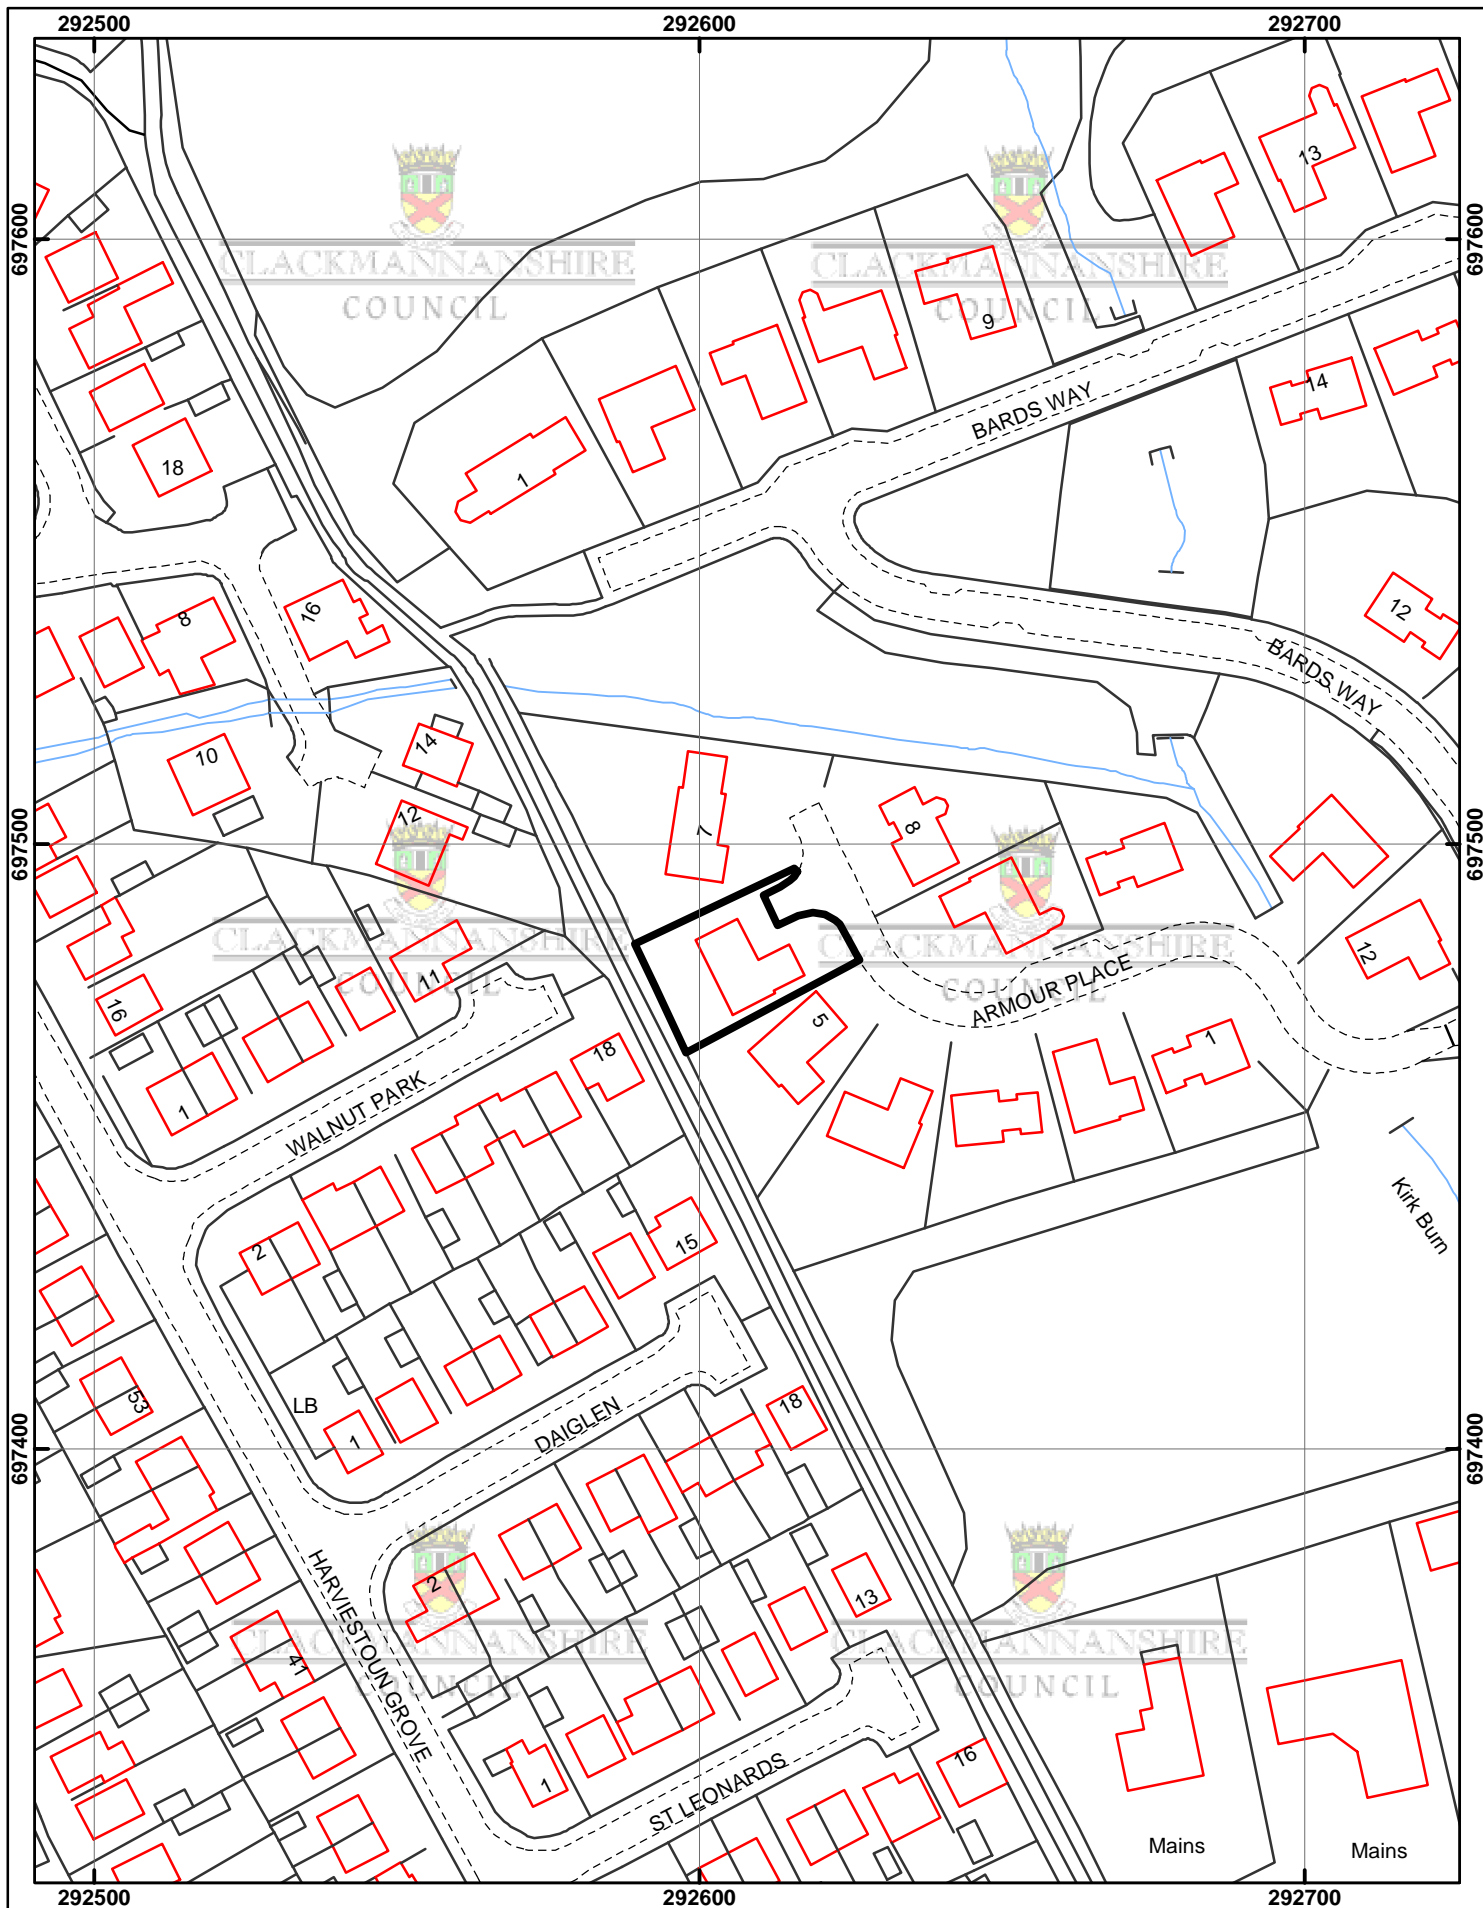 292500
292600
292700
697600
697600
13
CLACKMANNANSHIRE
COUNCIL
CLACKMANNANSHIRE
COUNCIL
9
14
BARDS WAY
18
1
8
16
12
BARDS WAY
10
14
12
7
8
697500
697500
CLACKMANNANSHIRE
COUNCIL
CLACKMANNANSHIRE
COUNCIL
11
16
12
ARMOUR PLACE
5
1
18
1
WALNUT PARK
Kirk Burn
2
15
53
LB
1
DAIGLEN
18
697400
697400
HARVIESTOUN GROVE
2
13
CLACKMANNANSHIRE
COUNCIL
CLACKMANNANSHIRE
COUNCIL
41
1
16
ST LEONARDS
Mains
Mains
292500
292600
292700